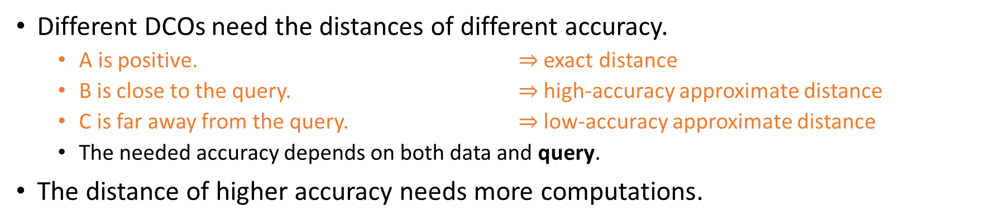 • Different DCOs need the distances of different accuracy.
• A is positive. ⇒ exact distance
• B is close to the query. ⇒ high-accuracy approximate distance
• C is far away from the query. ⇒ low-accuracy approximate distance
• The needed accuracy depends on both data and query.
• The distance of higher accuracy needs more computations.